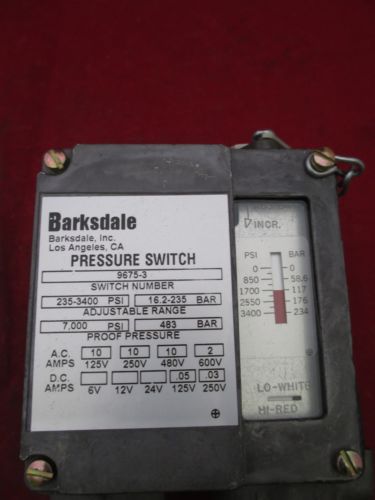 Barksdale
Barksdale, Inc.
Los Angeles, CA
PRESSURE SWITCH
9675-3
SWITCH NUMBER
235-3400 PSI 16.2-235 BAR
ADJUSTABLE RANGE
7,000 PSI 483 BAR
PROOF PRESSURE
A.C. AMPS 10 10 10 2
125V 250V 480V 600V
D.C. AMPS .05 .03
6V 12V 24V 125V 250V
INCR.
PSI BAR
0 0
850 58.6
1700 117
2550 176
3400 234
LO-WHITE
HI-RED